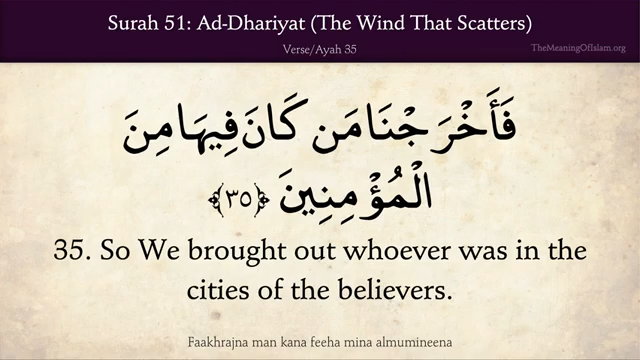 Surah 51: Ad-Dhariyat (The Wind That Scatters)
Verse/Ayah 35
TheMeaningOfIslam.org
فَأَخْرَجْنَا مَن كَانَ فِيهَا مِنَ
الْمُؤْمِنِينَ ﴿٣٥﴾
35. So We brought out whoever was in the
cities of the believers.
Faakhrajna man kana feeha mina almumineena